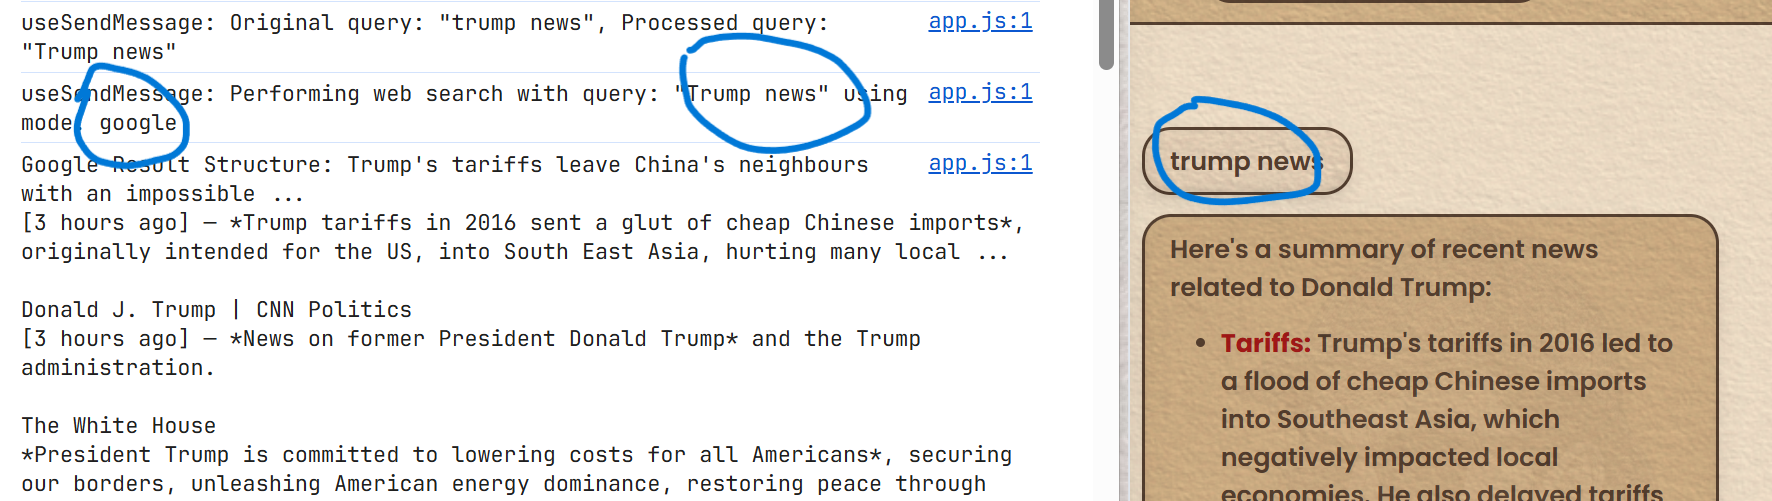 useSendMessage: Original query: "trump news", Processed query: app.js:1
"Trump news"
useSendMessage: Performing web search with query: "Trump news" using app.js:1
mode: google
Google Result Structure: Trump's tariffs leave China's neighbours app.js:1
with an impossible ...
[3 hours ago] — *Trump tariffs in 2016 sent a glut of cheap Chinese imports*,
originally intended for the US, into South East Asia, hurting many local ...
Donald J. Trump | CNN Politics
[3 hours ago] — *News on former President Donald Trump* and the Trump
administration.
The White House
*President Trump is committed to lowering costs for all Americans*, securing
our borders, unleashing American energy dominance, restoring peace through
trump news
Here's a summary of recent news
related to Donald Trump:
• Tariffs: Trump's tariffs in 2016 led to
a flood of cheap Chinese imports
into Southeast Asia, which
negatively impacted local
economies. He also delayed tariffs